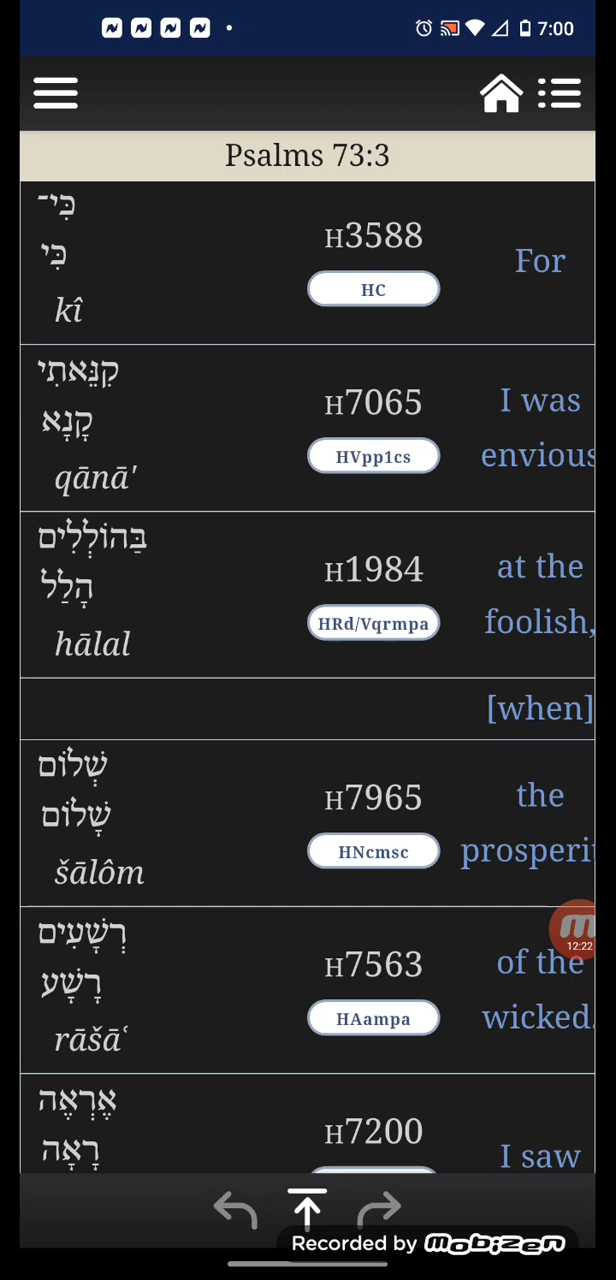 7:00
Psalms 73:3
כִּי־
H3588
For
כִּי
HC
kî
קִנֵּאתִי
H7065
I was
קָנָא
HVpp1cs
envious
qānā'
בַּהוֹלְלִים
H1984
at the
הָלַל
HRd/Vqrmpa
foolish,
hālal
[when]
שְׁלוֹם
H7965
the
שָׁלוֹם
HNcmsc
prosperit
šālôm
רְשָׁעִים
H7563
of the
רָשָׁע
HAampa
wicked.
rāšāʿ
אֶרְאֶה
H7200
I saw
רָאָה
12:22
Recorded by mobizen